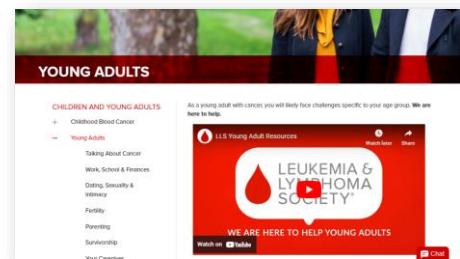 YOUNG ADULTS
CHILDREN AND YOUNG ADULTS
+ Childhood Blood Cancer
− Young Adults
Talking About Cancer
Work, School & Finances
Dating, Sexuality &
Intimacy
Fertility
Parenting
Survivorship
Your Caregivers
As a young adult with cancer, you will likely face challenges specific to your age group. We are
here to help.
LLS Young Adult Resources
Watch later
Share
LEUKEMIA &
LYMPHOMA
SOCIETY®
WE ARE HERE TO HELP YOUNG ADULTS
Watch on YouTube
Chat